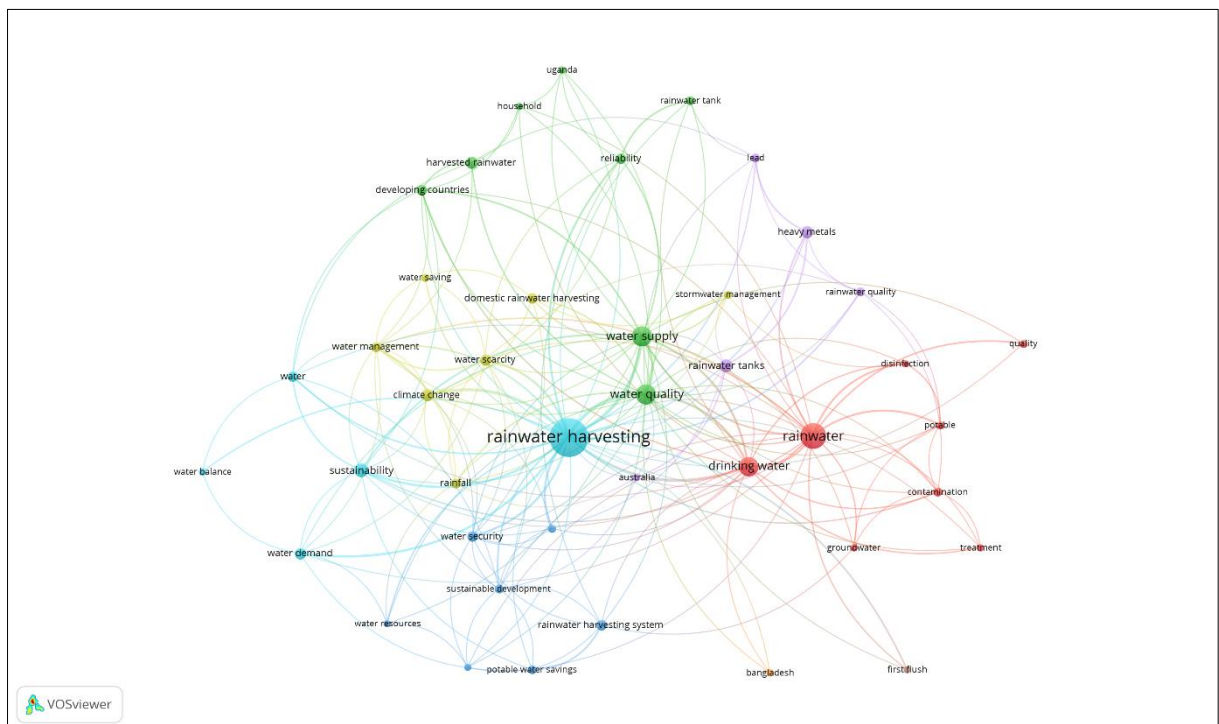 uganda
household
rainwater tank
harvested rainwater
reliability
lead
developing countries
heavy metals
water saving
domestic rainwater harvesting
stormwater management
rainwater quality
water supply
quality
water management
water scarcity
rainwater tanks
disinfection
water
climate change
water quality
potable
rainwater harvesting
rainwater
water balance
sustainability
drinking water
rainfall
australia
contamination
water security
water demand
groundwater
treatment
sustainable development
water resources
rainwater harvesting system
potable water savings
bangladesh
first flush
VOSviewer